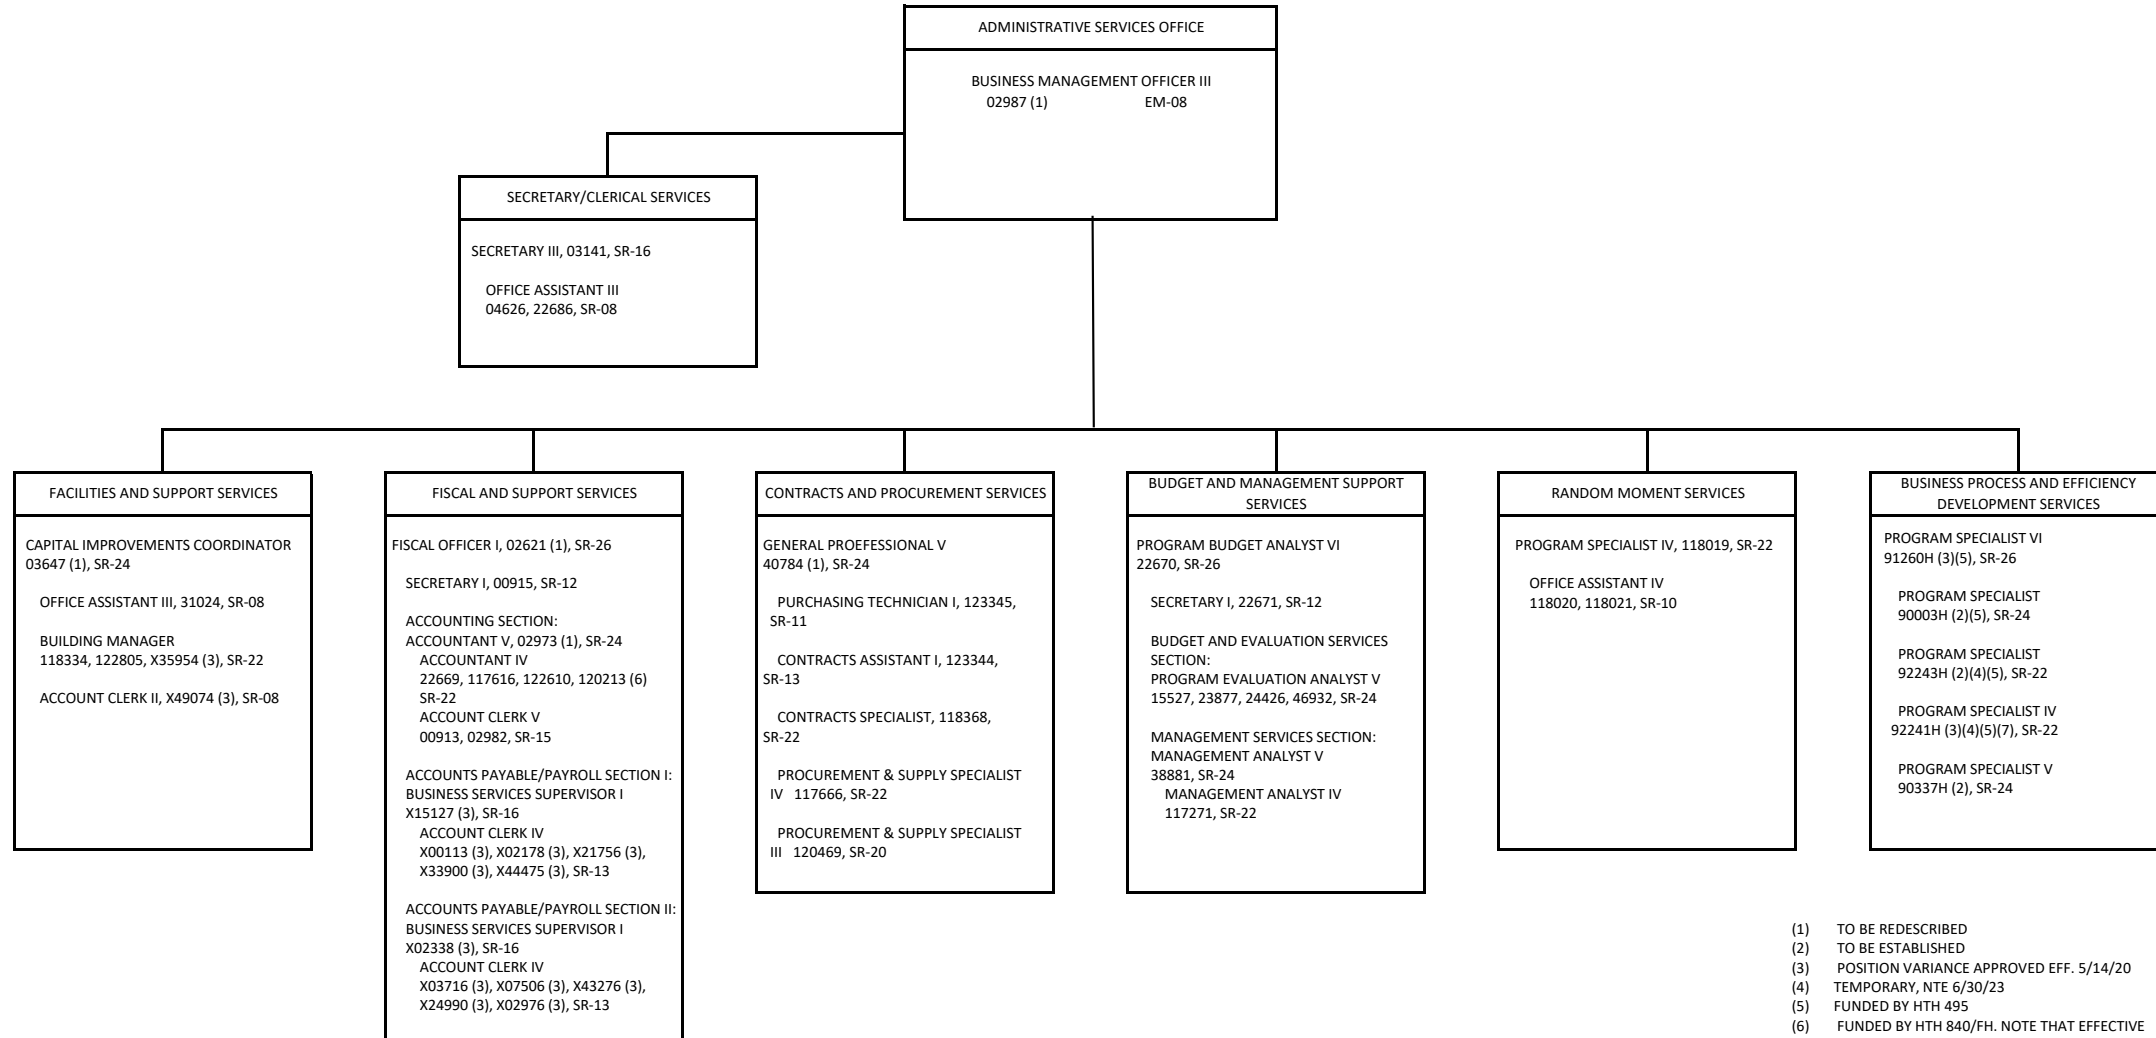 ADMINISTRATIVE SERVICES OFFICE
BUSINESS MANAGEMENT OFFICER III
02987 (1) EM-08
SECRETARY/CLERICAL SERVICES
SECRETARY III, 03141, SR-16
OFFICE ASSISTANT III
04626, 22686, SR-08
FACILITIES AND SUPPORT SERVICES
CAPITAL IMPROVEMENTS COORDINATOR
03647 (1), SR-24
OFFICE ASSISTANT III, 31024, SR-08
BUILDING MANAGER
118334, 122805, X35954 (3), SR-22
ACCOUNT CLERK II, X49074 (3), SR-08
FISCAL AND SUPPORT SERVICES
FISCAL OFFICER I, 02621 (1), SR-26
SECRETARY I, 00915, SR-12
ACCOUNTING SECTION:
ACCOUNTANT V, 02973 (1), SR-24
ACCOUNTANT IV
22669, 117616, 122610, 120213 (6)
SR-22
ACCOUNT CLERK V
00913, 02982, SR-15
ACCOUNTS PAYABLE/PAYROLL SECTION I:
BUSINESS SERVICES SUPERVISOR I
X15127 (3), SR-16
ACCOUNT CLERK IV
X00113 (3), X02178 (3), X21756 (3),
X33900 (3), X44475 (3), SR-13
ACCOUNTS PAYABLE/PAYROLL SECTION II:
BUSINESS SERVICES SUPERVISOR I
X02338 (3), SR-16
ACCOUNT CLERK IV
X03716 (3), X07506 (3), X43276 (3),
X24990 (3), X02976 (3), SR-13
CONTRACTS AND PROCUREMENT SERVICES
GENERAL PROEFESSIONAL V
40784 (1), SR-24
PURCHASING TECHNICIAN I, 123345,
SR-11
CONTRACTS ASSISTANT I, 123344,
SR-13
CONTRACTS SPECIALIST, 118368,
SR-22
PROCUREMENT & SUPPLY SPECIALIST
IV 117666, SR-22
PROCUREMENT & SUPPLY SPECIALIST
III 120469, SR-20
BUDGET AND MANAGEMENT SUPPORT
SERVICES
PROGRAM BUDGET ANALYST VI
22670, SR-26
SECRETARY I, 22671, SR-12
BUDGET AND EVALUATION SERVICES
SECTION:
PROGRAM EVALUATION ANALYST V
15527, 23877, 24426, 46932, SR-24
MANAGEMENT SERVICES SECTION:
MANAGEMENT ANALYST V
38881, SR-24
MANAGEMENT ANALYST IV
117271, SR-22
RANDOM MOMENT SERVICES
PROGRAM SPECIALIST IV, 118019, SR-22
OFFICE ASSISTANT IV
118020, 118021, SR-10
BUSINESS PROCESS AND EFFICIENCY
DEVELOPMENT SERVICES
PROGRAM SPECIALIST VI
91260H (3)(5), SR-26
PROGRAM SPECIALIST
90003H (2)(5), SR-24
PROGRAM SPECIALIST
92243H (2)(4)(5), SR-22
PROGRAM SPECIALIST IV
92241H (3)(4)(5)(7), SR-22
PROGRAM SPECIALIST V
90337H (2), SR-24
(1) TO BE REDESCRIBED
(2) TO BE ESTABLISHED
(3) POSITION VARIANCE APPROVED EFF. 5/14/20
(4) TEMPORARY, NTE 6/30/23
(5) FUNDED BY HTH 495
(6) FUNDED BY HTH 840/FH. NOTE THAT EFFECTIVE